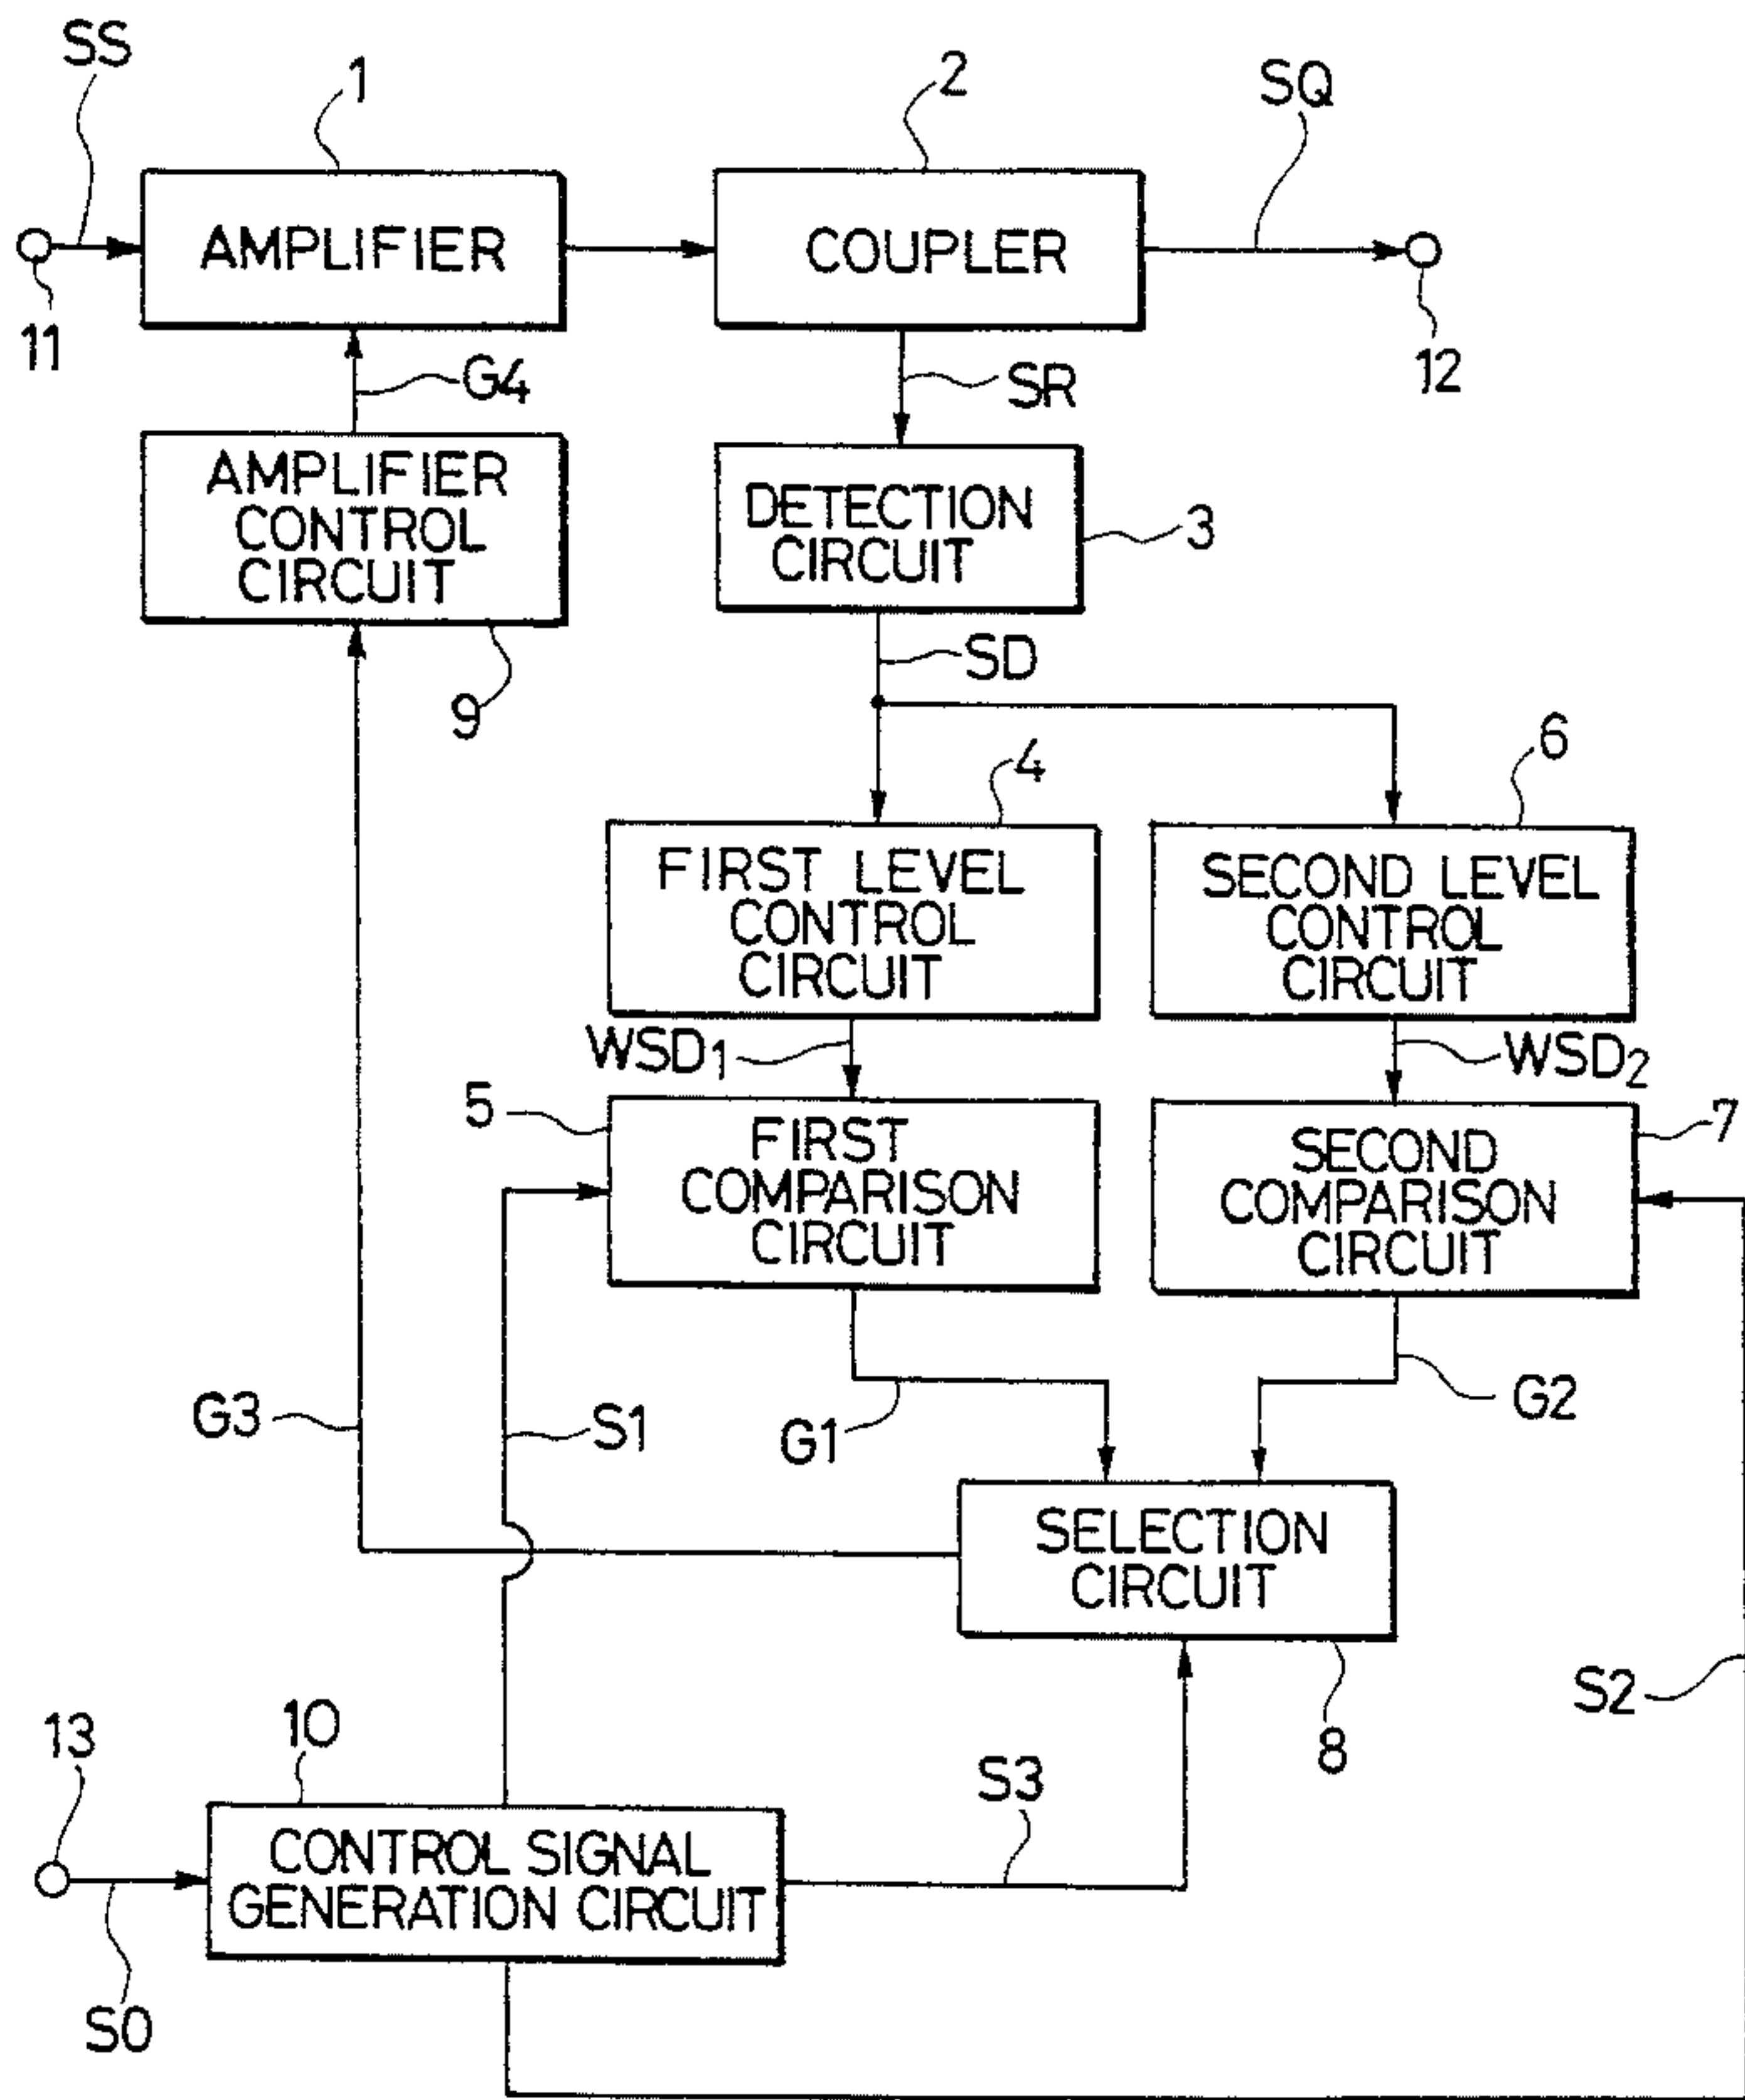 SS
1
2
SQ
AMPLIFIER
COUPLER
11
12
G4
SR
AMPLIFIER
CONTROL
CIRCUIT
DETECTION
CIRCUIT
3
SD
9
4
6
FIRST LEVEL
CONTROL
CIRCUIT
SECOND LEVEL
CONTROL
CIRCUIT
WSD1
WSD2
5
7
FIRST
COMPARISON
CIRCUIT
SECOND
COMPARISON
CIRCUIT
G3
S1
G1
G2
SELECTION
CIRCUIT
S2
13
10
8
S3
CONTROL SIGNAL
GENERATION CIRCUIT
S0